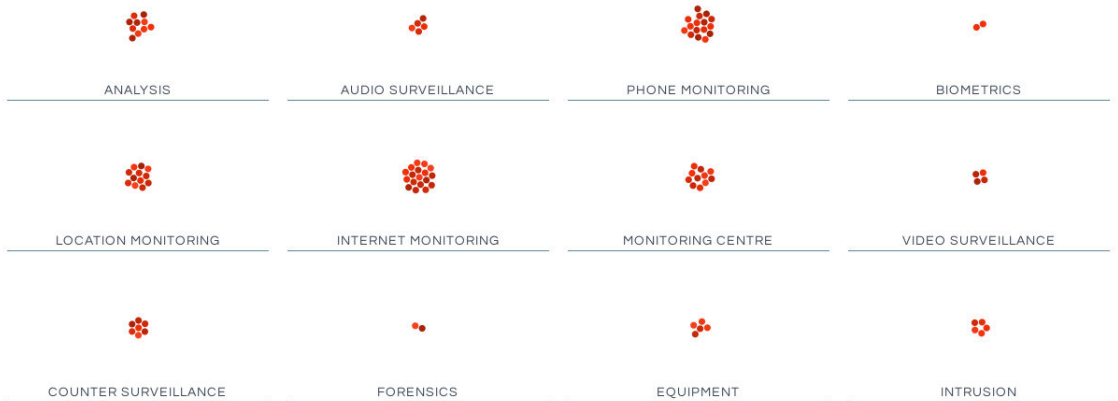 ANALYSIS
AUDIO SURVEILLANCE
PHONE MONITORING
BIOMETRICS
LOCATION MONITORING
INTERNET MONITORING
MONITORING CENTRE
VIDEO SURVEILLANCE
COUNTER SURVEILLANCE
FORENSICS
EQUIPMENT
INTRUSION